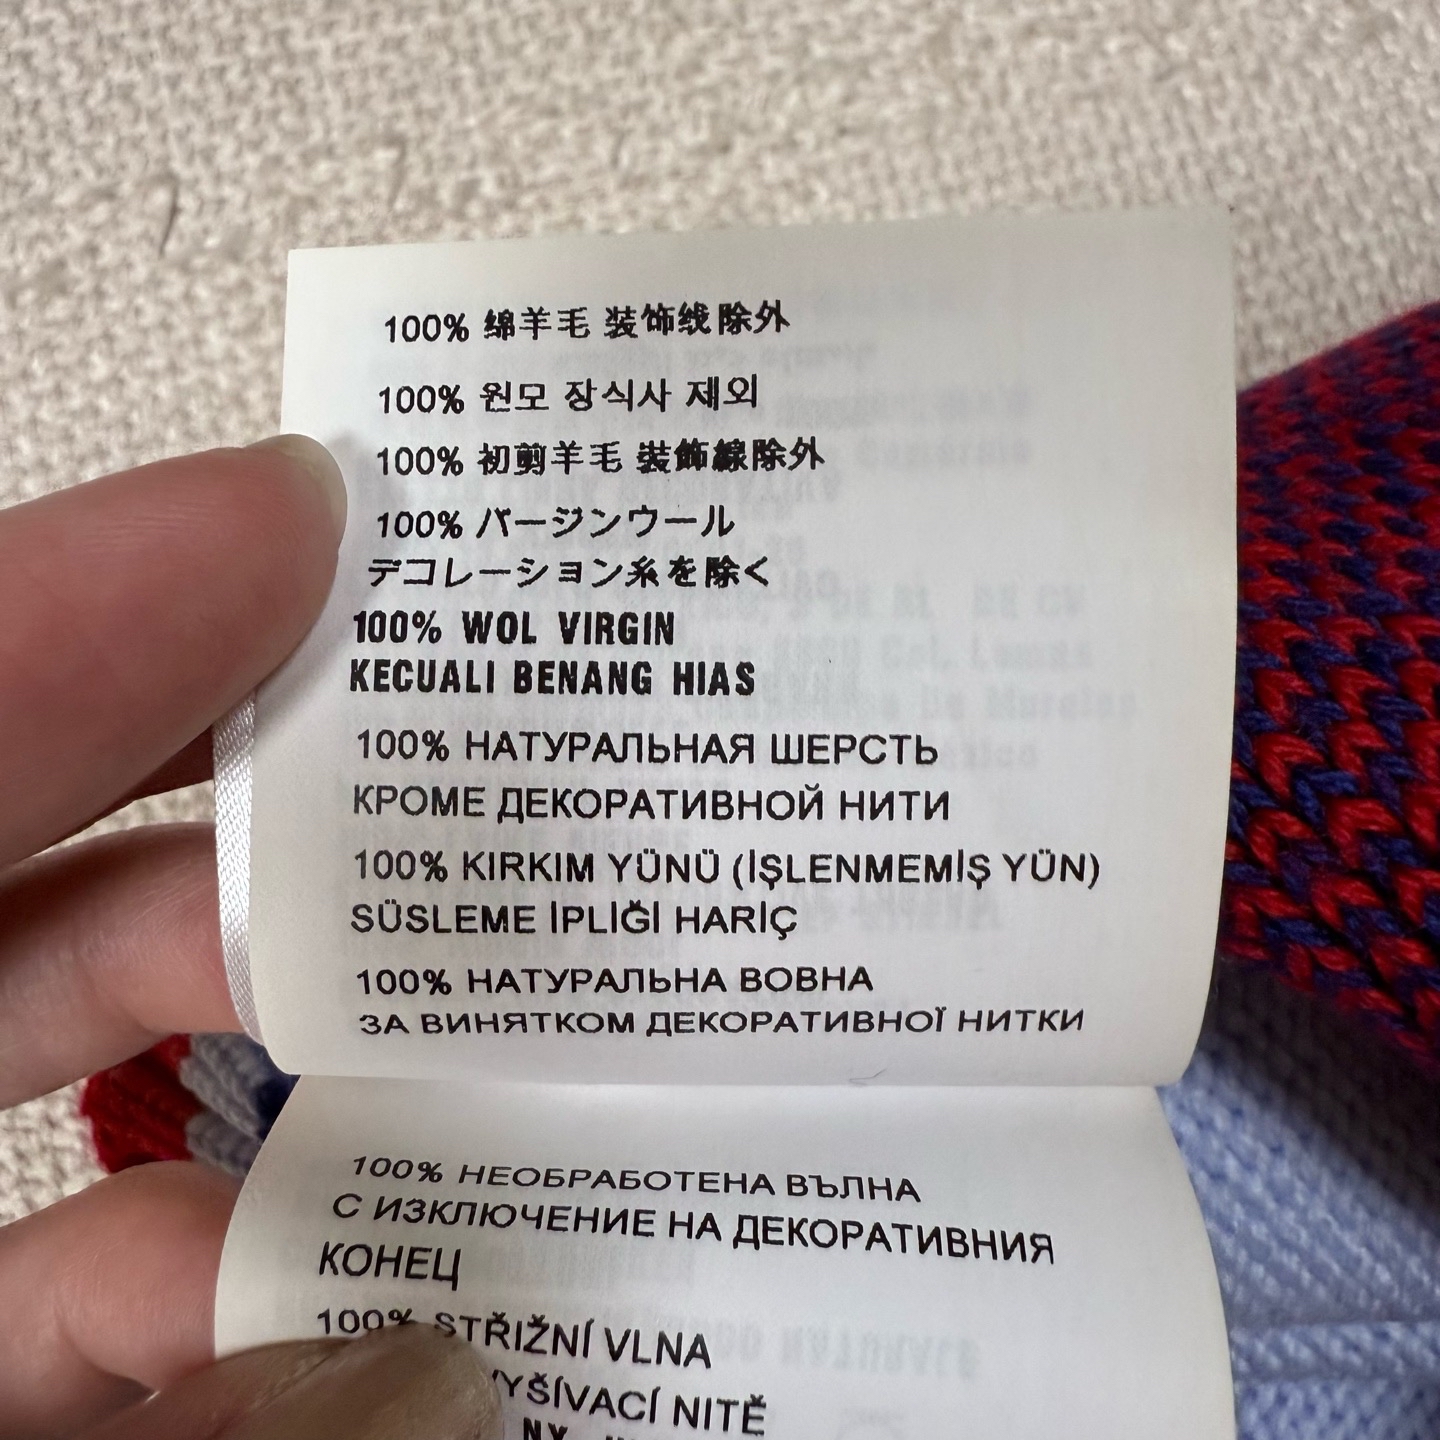 100% 绵羊毛 装饰线除外
100% 원모 장식사 재외
100% 初剪羊毛 裝飾線除外
100% バージンウール
デコレーション糸を除く
100% WOL VIRGIN
KECUALI BENANG HIAS
100% НАТУРАЛЬНАЯ ШЕРСТЬ
КРОМЕ ДЕКОРАТИВНОЙ НИТИ
100% KIRKIM YÜNÜ (İŞLENMEMİŞ YÜN)
SÜSLEME İPLİĞİ HARİÇ
100% НАТУРАЛЬНА ВОВНА
ЗА ВИНЯТКОМ ДЕКОРАТИВНОЇ НИТКИ
100% НЕОБРАБОТЕНА ВЪЛНА
С ИЗКЛЮЧЕНИЕ НА ДЕКОРАТИВНИЯ
КОНЕЦ
100% STŘIŽNÍ VLNA
VYŠÍVACÍ NITĚ